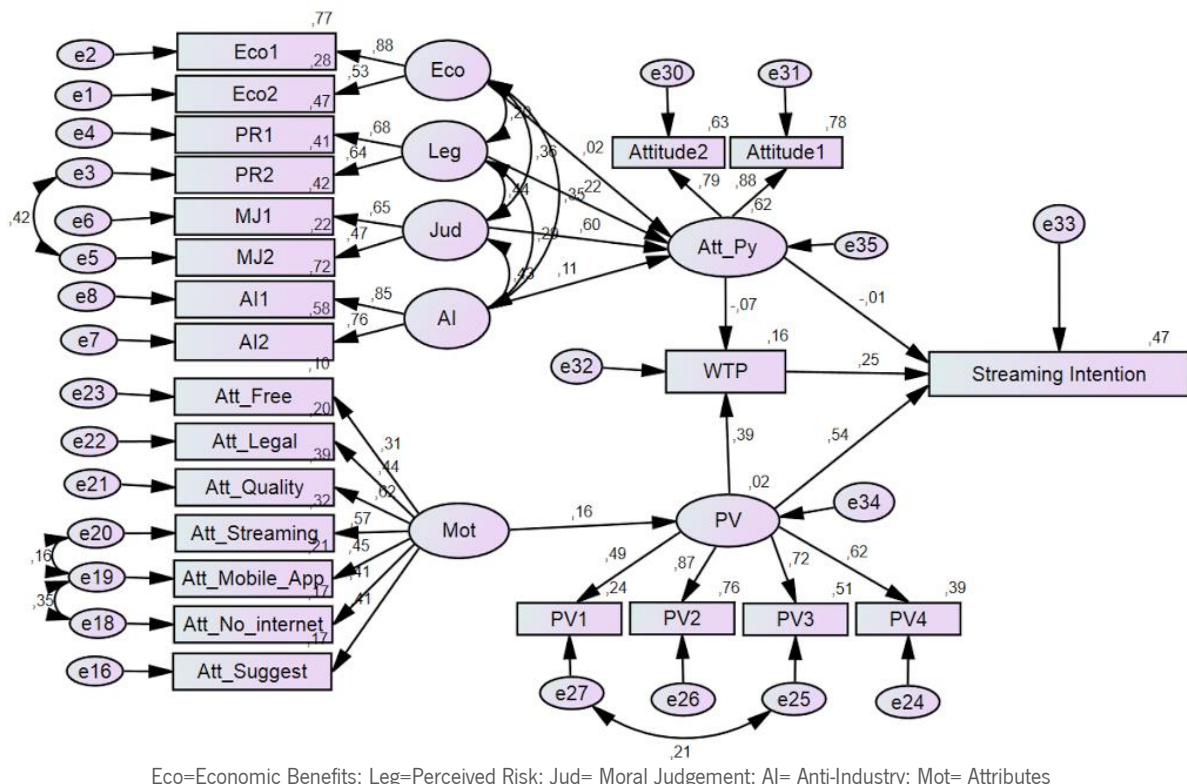 ,77
e2 Eco1 ,88 Eco
,28
e1 Eco2 ,53
,47
e4 PR1 ,68 Leg
,41
e3 PR2 ,64
,42
e6 MJ1 ,65 Jud
,22
e5 MJ2 ,47
,72
e8 AI1 ,85 AI
,58
e7 AI2 ,76
,42
,36
,44
,43
,02
,22
,35
,60
,11
e30 e31
,63 ,78
Attitude2 Attitude1
,79 ,88
,62
Att_Py e35
e33
-,07 -,01
,16 ,47
e32 WTP ,25 Streaming Intention
,39 ,54
,10
e23 Att_Free ,31
,20
e22 Att_Legal ,44
,39
e21 Att_Quality ,62
,32
e20 Att_Streaming ,57 Mot ,16 PV e34
,02
,21
e19 Att_Mobile_App ,45
,17
e18 Att_No_internet ,41
,17
e16 Att_Suggest ,41
,16
,35
,49 ,87 ,72 ,62
,24 ,76 ,51 ,39
PV1 PV2 PV3 PV4
e27 e26 e25 e24
,21
Eco=Economic Benefits; Leg=Perceived Risk; Jud= Moral Judgement; AI= Anti-Industry; Mot= Attributes